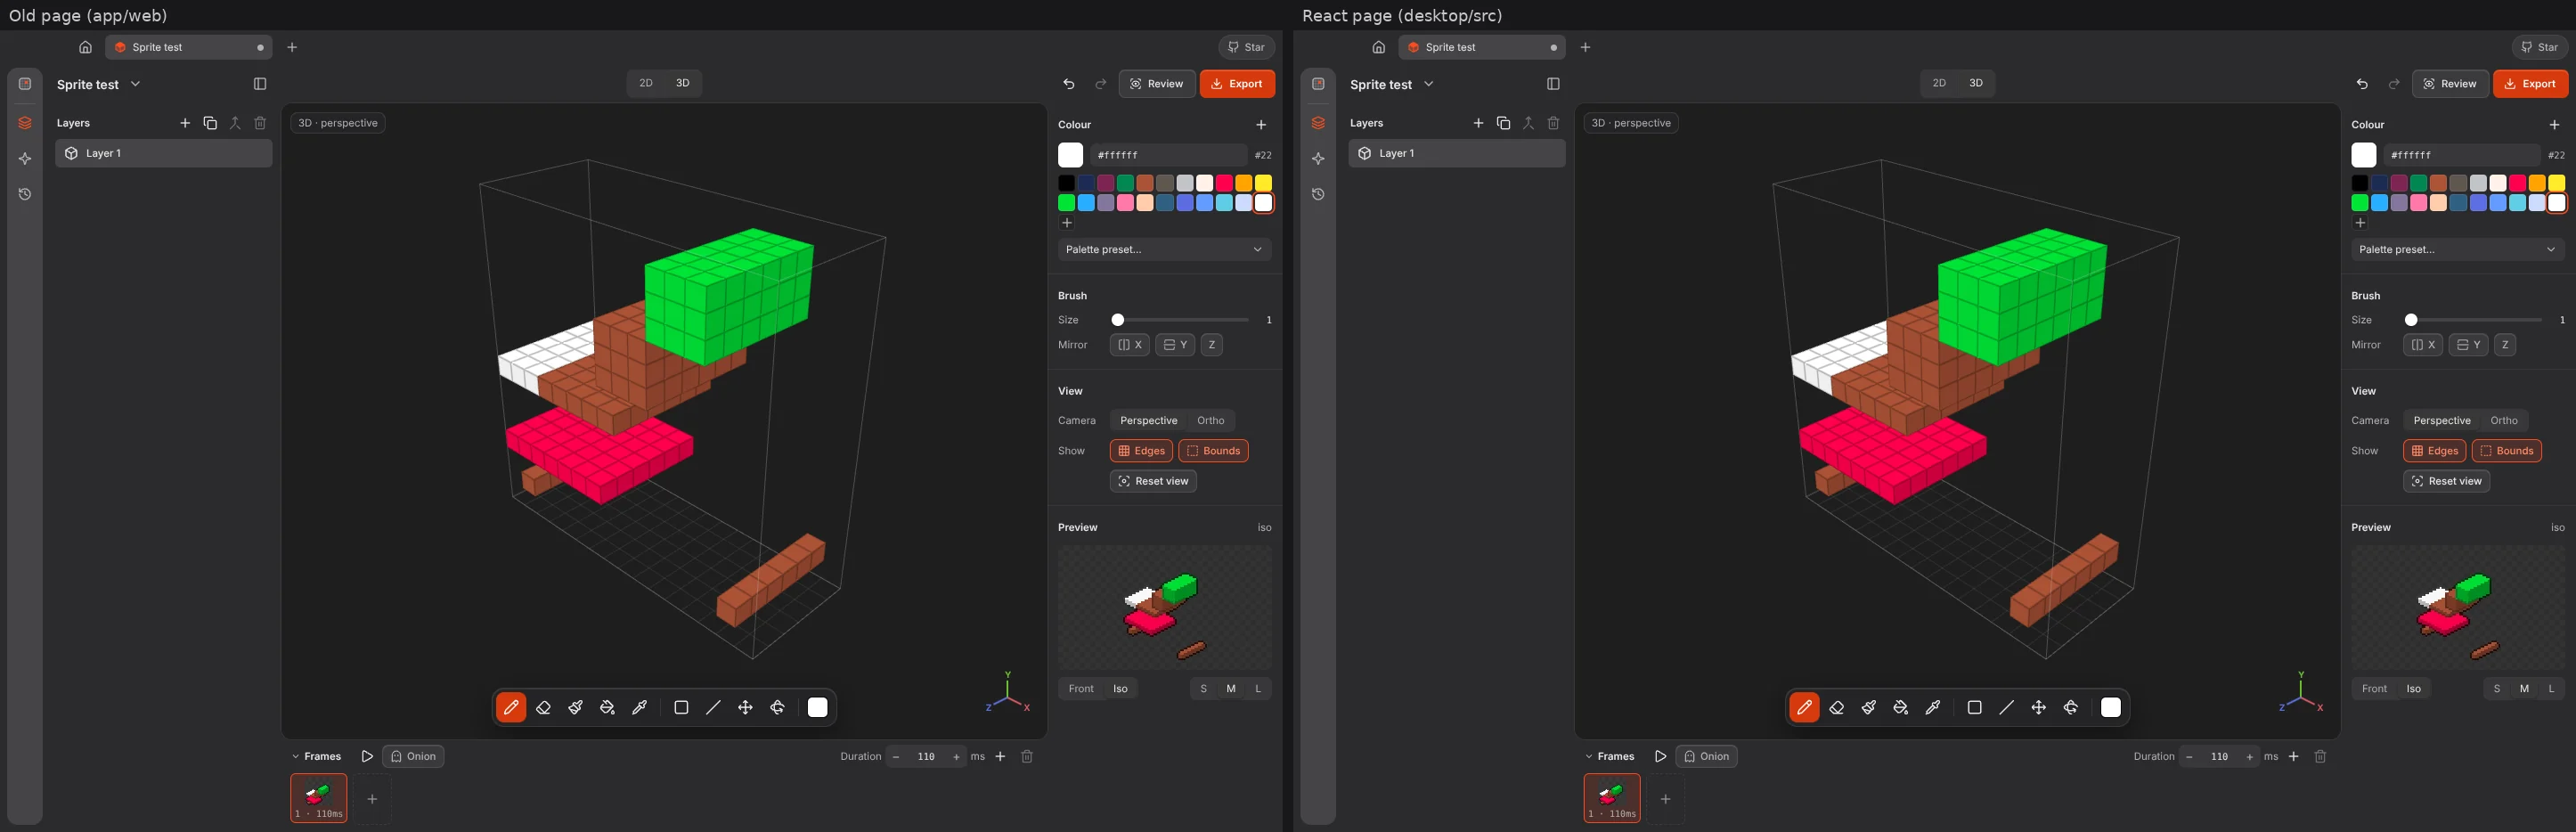 Old page (app/web)
Sprite test
Star
Sprite test
2D 3D
Review
Export
Layers
Layer 1
3D · perspective
Colour
#ffffff
#22
Palette preset...
Brush
Size
1
Mirror
X
Y
Z
View
Camera
Perspective
Ortho
Show
Edges
Bounds
Reset view
Preview
iso
Front
Iso
S M L
Y
Z
X
Frames
Onion
Duration
110
ms
1 · 110ms
React page (desktop/src)
Sprite test
Star
Sprite test
2D 3D
Review
Export
Layers
Layer 1
3D · perspective
Colour
#ffffff
#22
Palette preset...
Brush
Size
1
Mirror
X
Y
Z
View
Camera
Perspective
Ortho
Show
Edges
Bounds
Reset view
Preview
iso
Front
Iso
S M L
Y
Z
X
Frames
Onion
Duration
110
ms
1 · 110ms